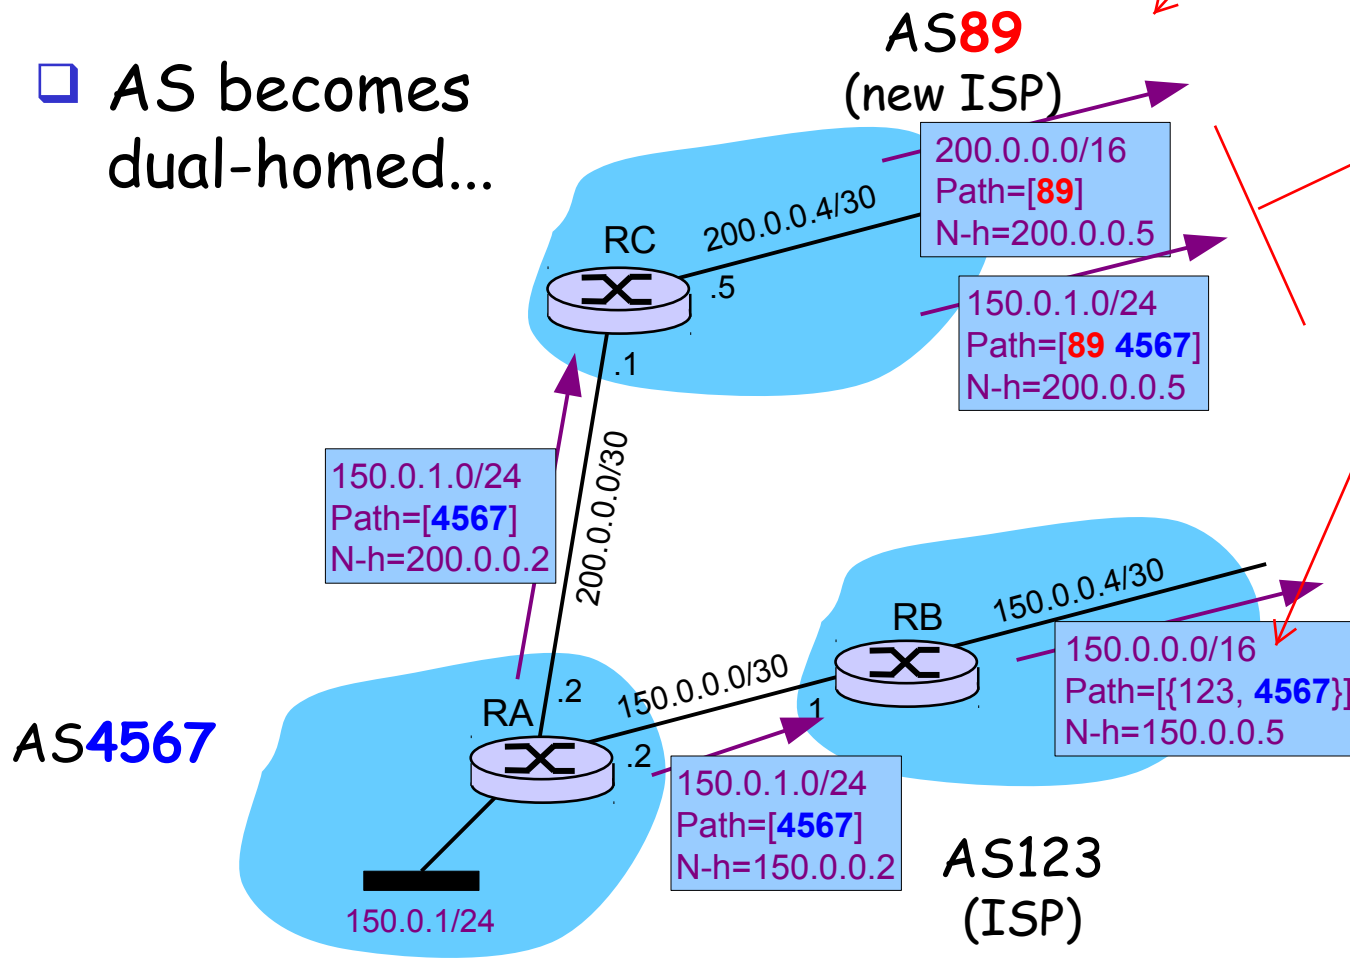 AS becomes
dual-homed...
AS89
(new ISP)
200.0.0.0/16
Path=[89]
N-h=200.0.0.5
200.0.0.4/30
RC
.5
150.0.1.0/24
Path=[89 4567]
N-h=200.0.0.5
.1
150.0.1.0/24
Path=[4567]
N-h=200.0.0.2
200.0.0.0/30
150.0.0.4/30
RB
150.0.0.0/16
Path=[{123, 4567}]
N-h=150.0.0.5
.2
150.0.0.0/30
RA
1
AS4567
.2
150.0.1.0/24
Path=[4567]
N-h=150.0.0.2
AS123
(ISP)
150.0.1/24